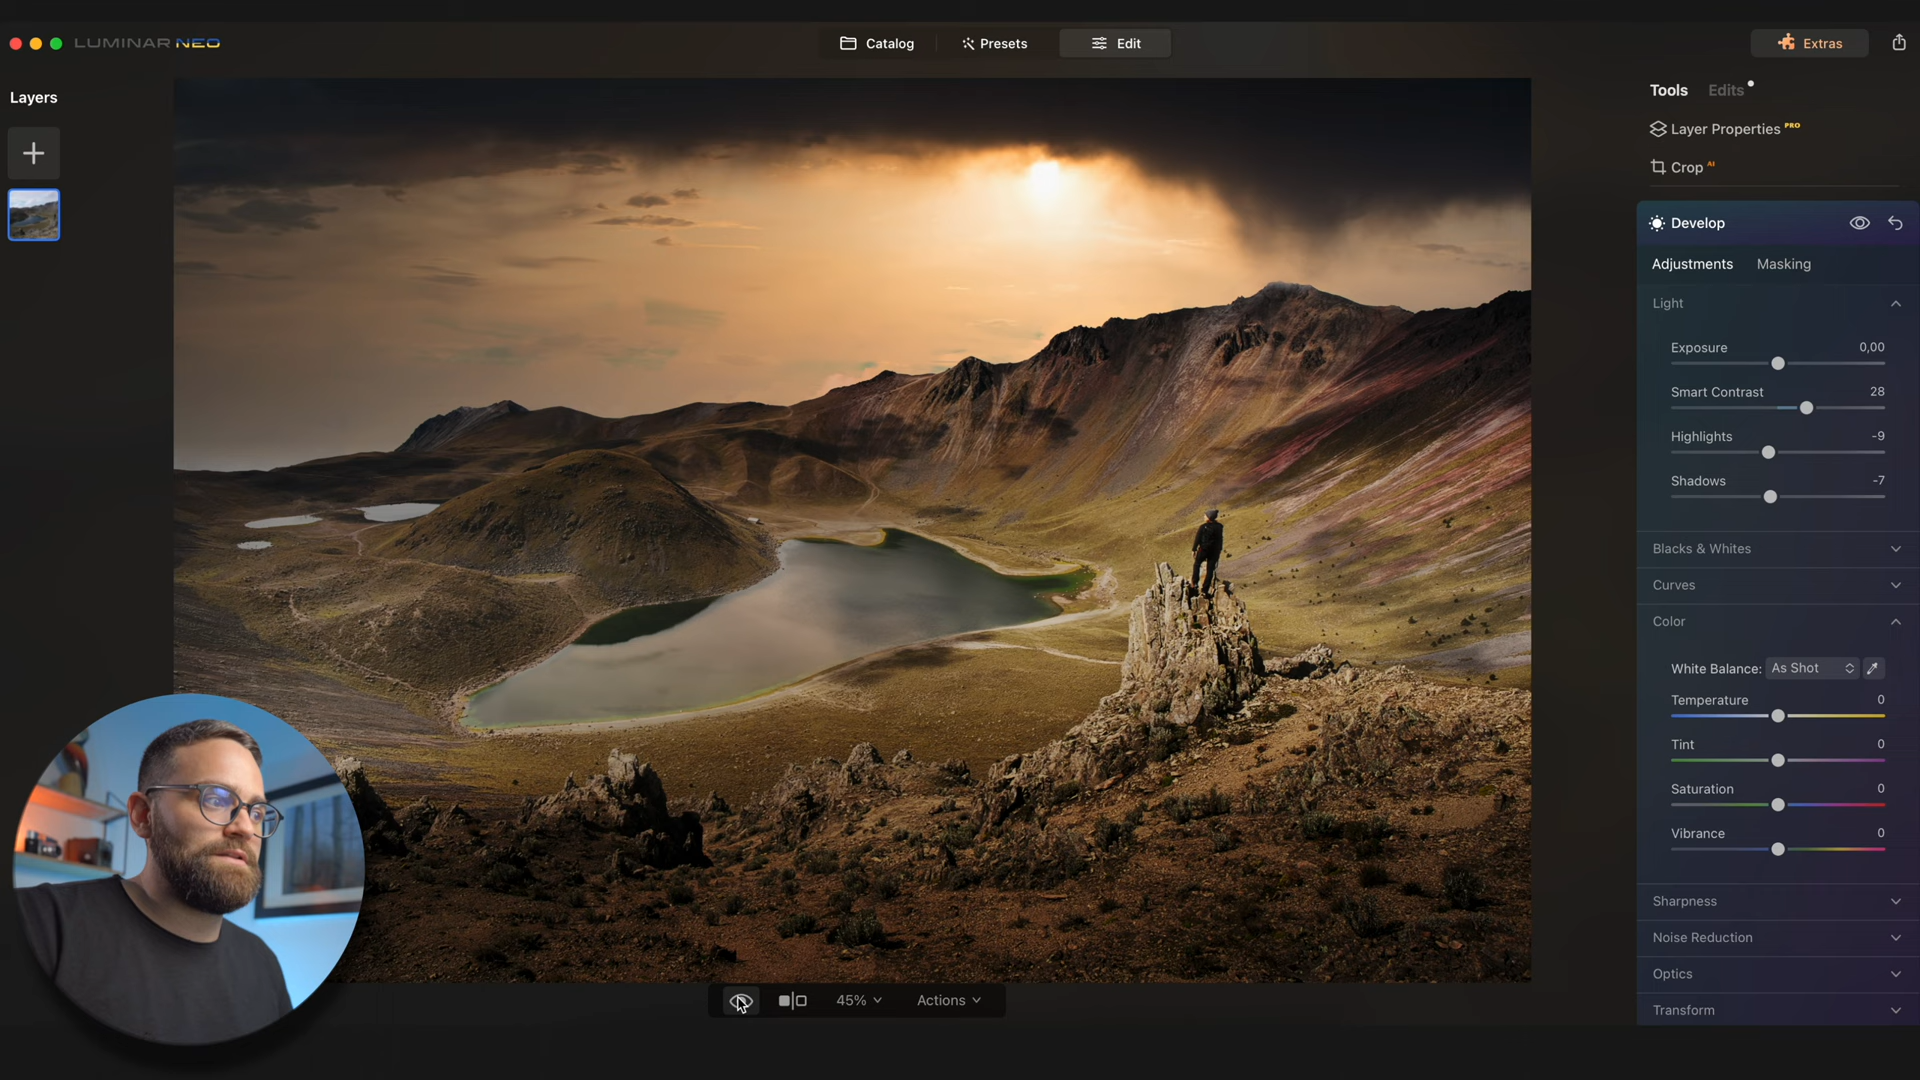 LUMINAR NEO
Catalog
Presets
Edit
Extras
Layers
Tools
Edits
Layer Properties PRO
Crop AI
Develop
Adjustments
Masking
Light
Exposure 0,00
Smart Contrast 28
Highlights -9
Shadows -7
Blacks & Whites
Curves
Color
White Balance: As Shot
Temperature 0
Tint 0
Saturation 0
Vibrance 0
Sharpness
Noise Reduction
Optics
Transform
45%
Actions